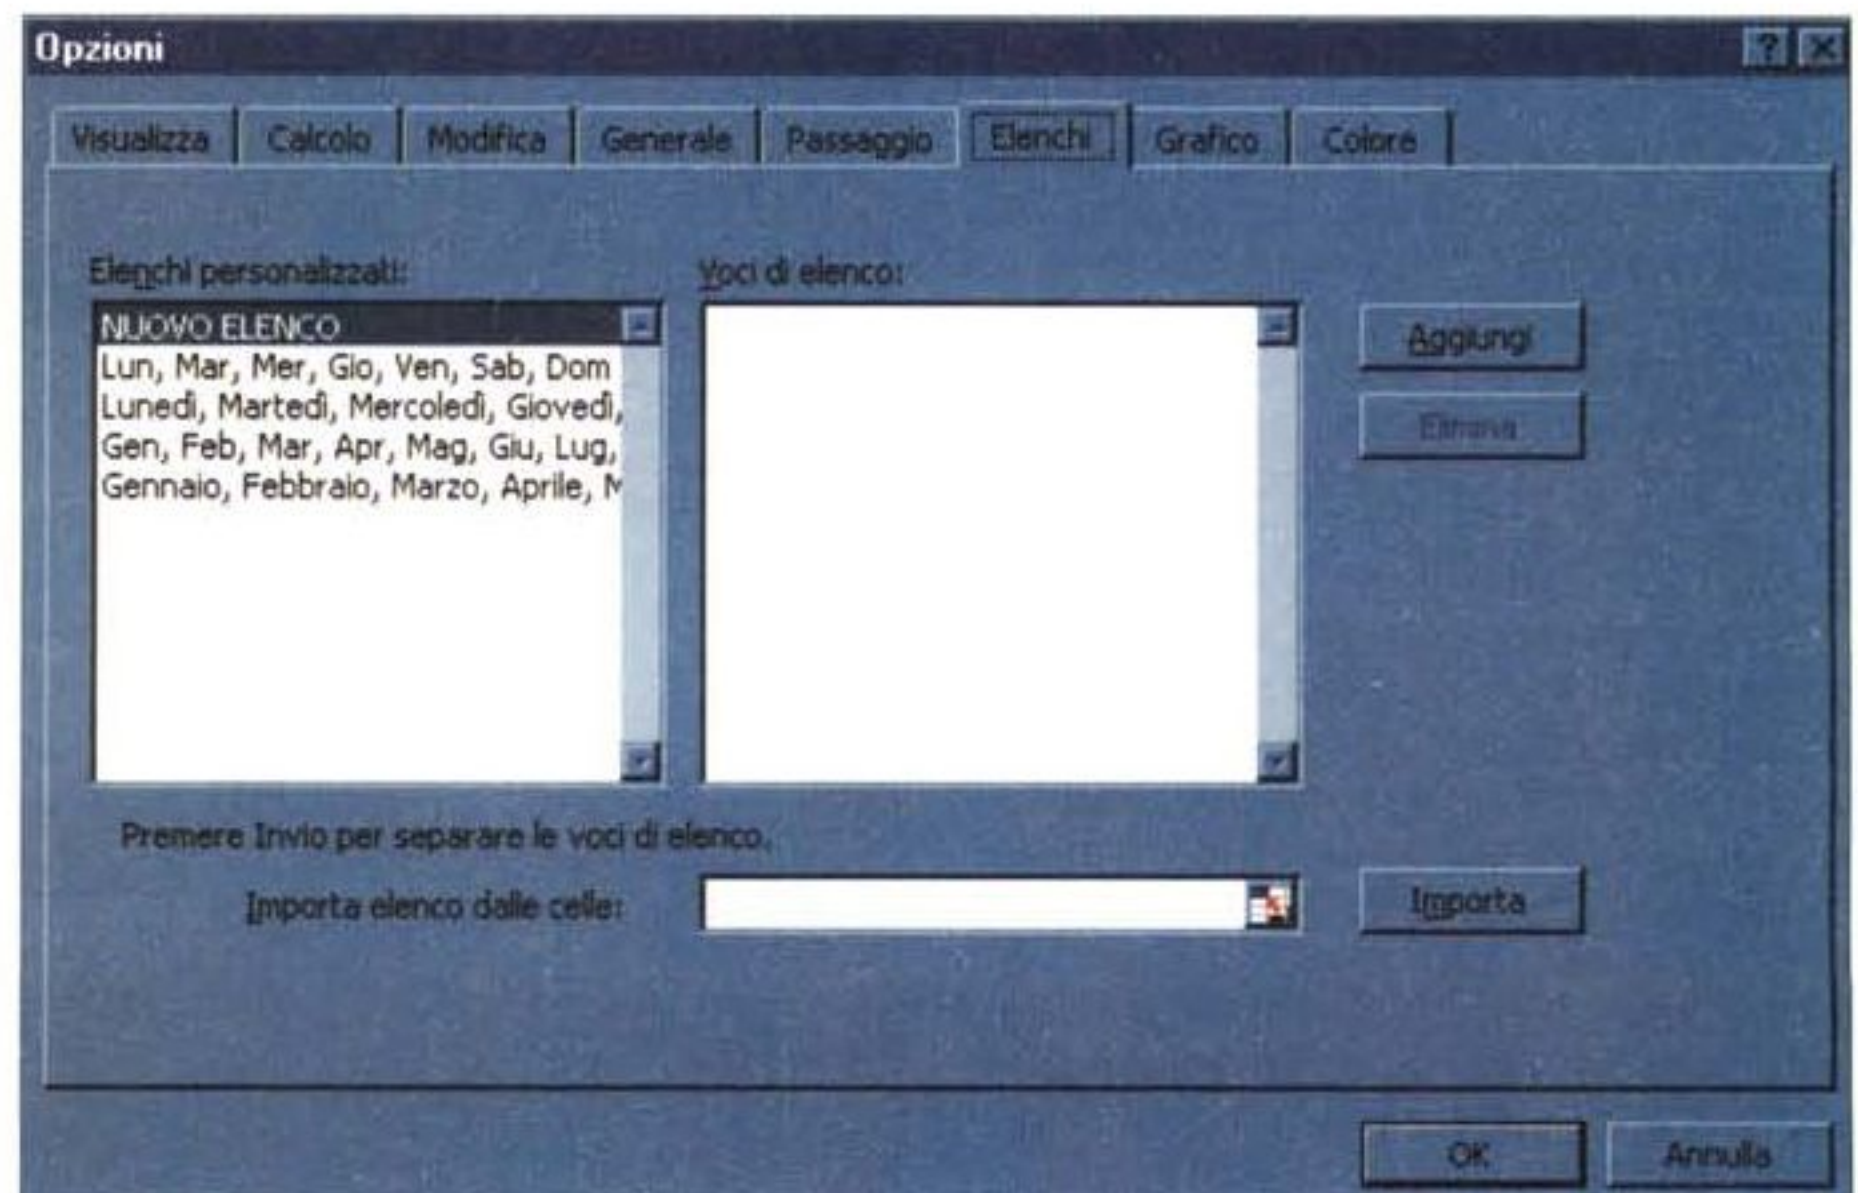 Opzioni
Visualizza Calcolo Modifica Generale Passaggio Elenchi Grafico Colore
Elenchi personalizzati: Voci di elenco:
NUOVO ELENCO
Lun, Mar, Mer, Gio, Ven, Sab, Dom
Lunedì, Martedì, Mercoledì, Giovedì,
Gen, Feb, Mar, Apr, Mag, Giu, Lug,
Gennaio, Febbraio, Marzo, Aprile, M
Aggiungi
Elimina
Premere Invio per separare le voci di elenco.
Importa elenco dalle celle: Importa
OK Annulla